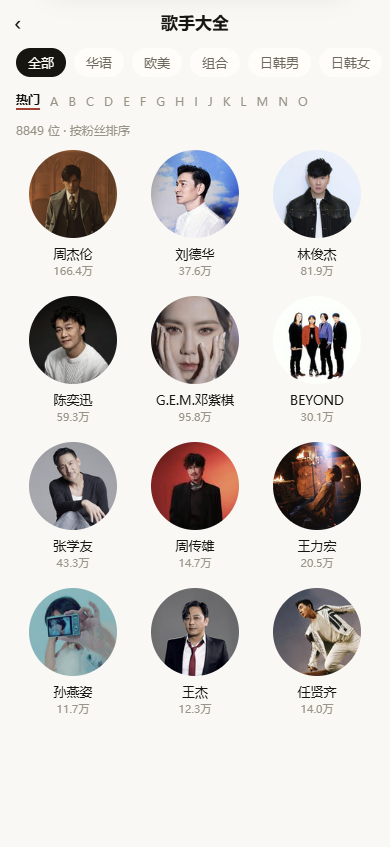 ‹ 歌手大全
全部 华语 欧美 组合 日韩男 日韩女
热门 A B C D E F G H I J K L M N O
8849 位 · 按粉丝排序
周杰伦 刘德华 林俊杰
166.4万 37.6万 81.9万
陈奕迅 G.E.M.邓紫棋 BEYOND
59.3万 95.8万 30.1万
张学友 周传雄 王力宏
43.3万 14.7万 20.5万
孙燕姿 王杰 任贤齐
11.7万 12.3万 14.0万